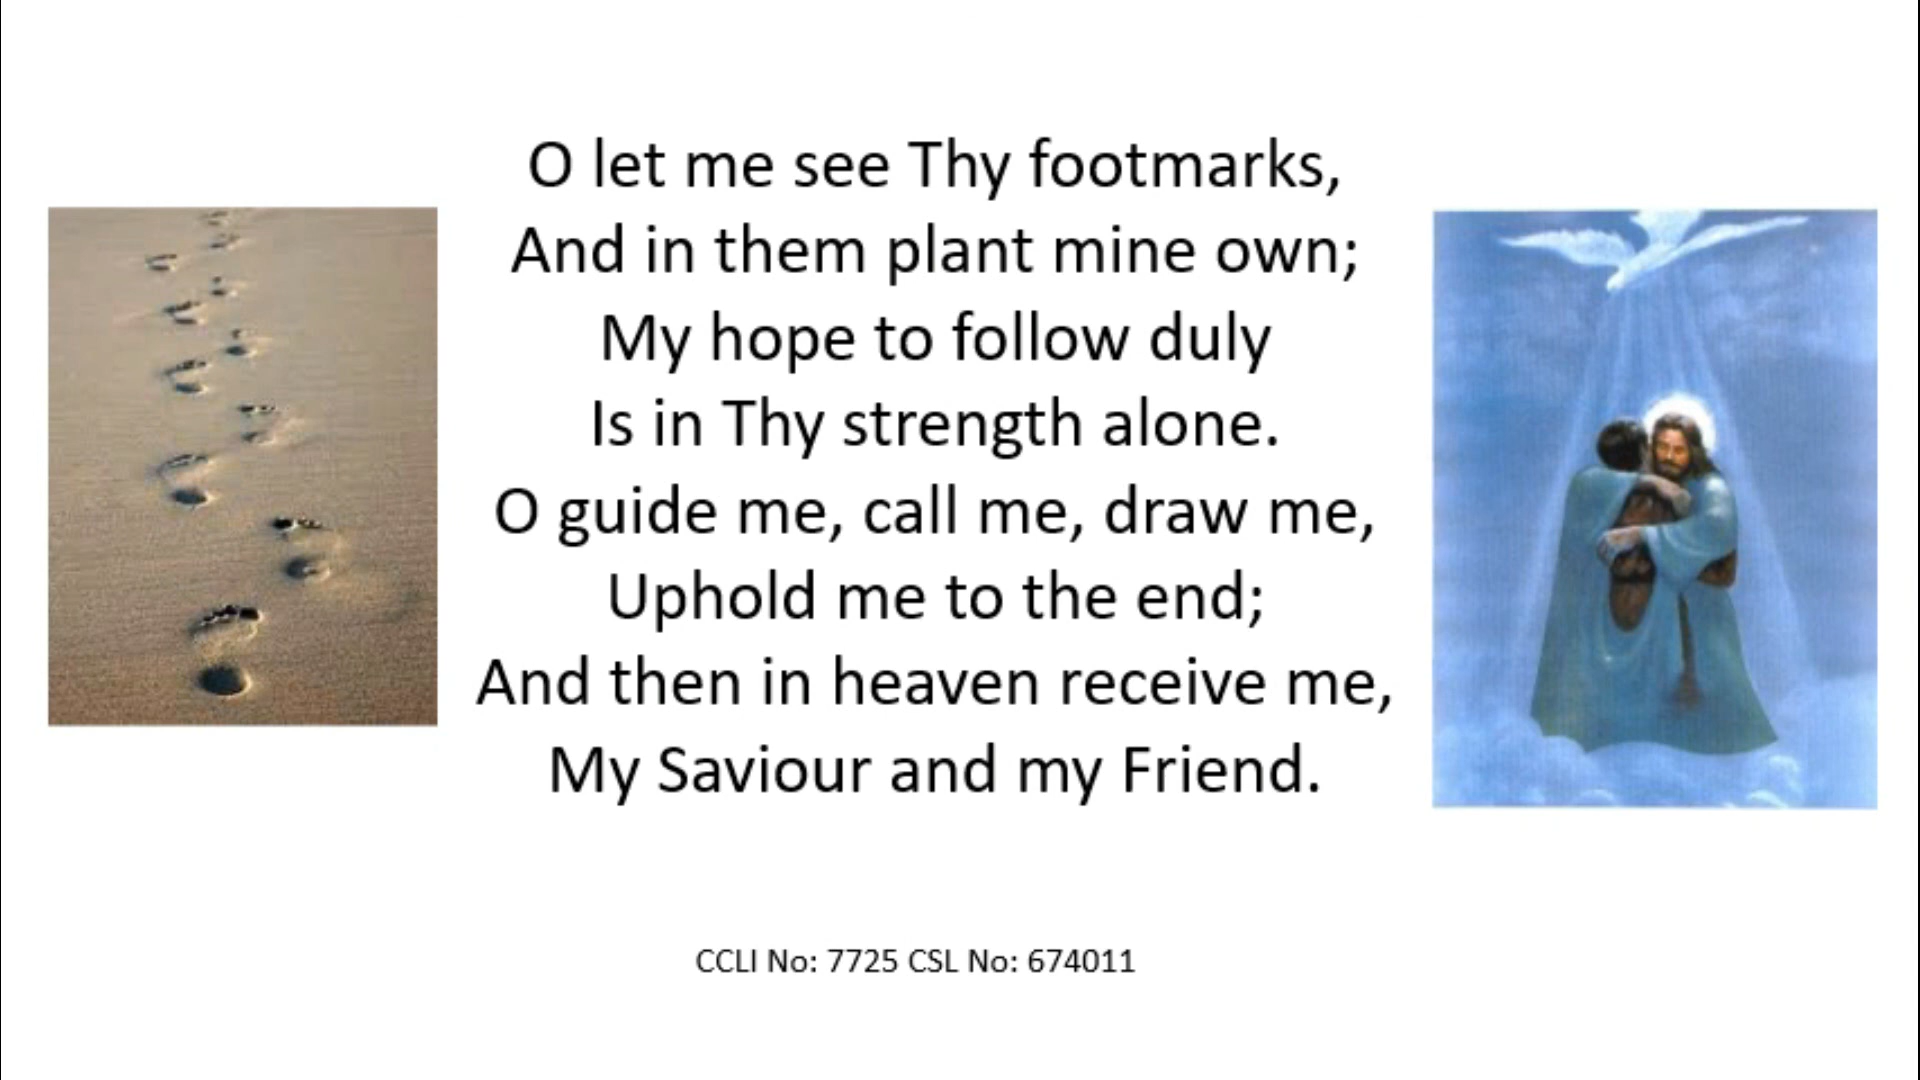 O let me see Thy footmarks,
And in them plant mine own;
My hope to follow duly
Is in Thy strength alone.
O guide me, call me, draw me,
Uphold me to the end;
And then in heaven receive me,
My Saviour and my Friend.
CCLI No: 7725 CSL No: 674011